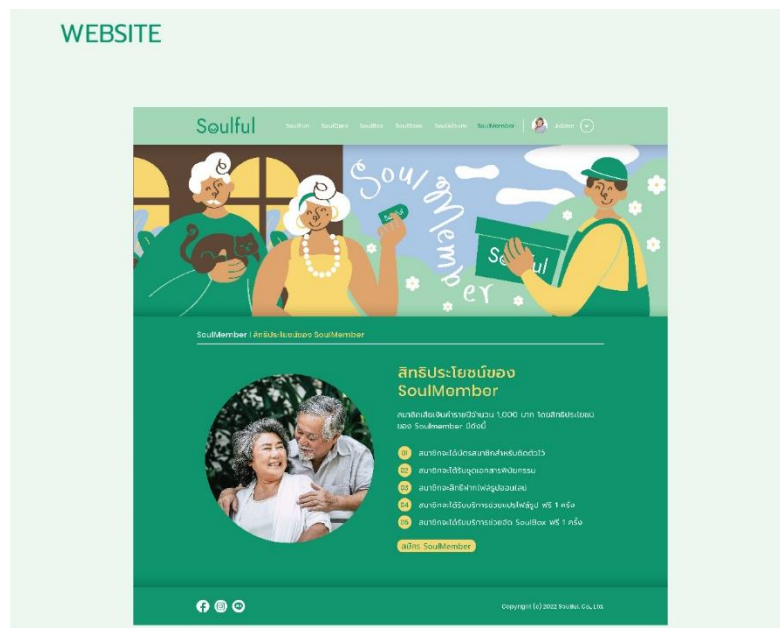 WEBSITE
Soulful SoulFun SoulCare SoulBox SoulMember
Soul Member
Soulful
SoulMember | สิทธิประโยชน์ของ SoulMember
สิทธิประโยชน์ของ
SoulMember
สมาชิกเสียเงินค่ารายปีจำนวน 1,000 บาท โดยสิทธิประโยชน์
ของ Soulmember มีดังนี้
01 สมาชิกจะได้บัตรสมาชิกสำหรับติดตัวไว้
02 สมาชิกจะได้รับชุดเอกสารพินัยกรรม
03 สมาชิกจะสิทธิฝากไฟล์รูปออนไลน์
04 สมาชิกจะได้รับบริการช่วยแปรไฟล์รูป ฟรี 1 ครั้ง
05 สมาชิกจะได้รับบริการช่วยจัด SoulBox ฟรี 1 ครั้ง
สมัคร SoulMember
Copyright (c) 2022 Soulful. Co., Ltd.